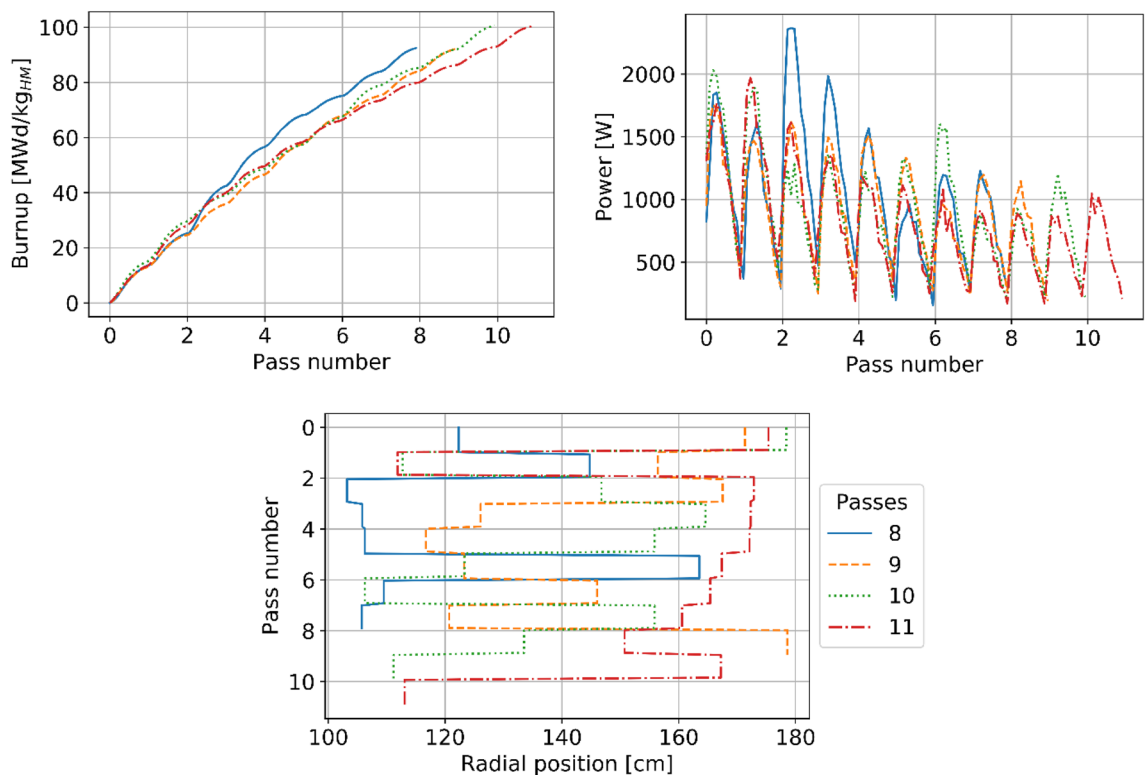 100
80
60
40
20
0
Burnup [MWd/kg_HM]
0 2 4 6 8 10
Pass number
2000
1500
1000
500
Power [W]
0 2 4 6 8 10
Pass number
0
2
4
6
8
10
Pass number
100 120 140 160 180
Radial position [cm]
Passes
8
9
10
11